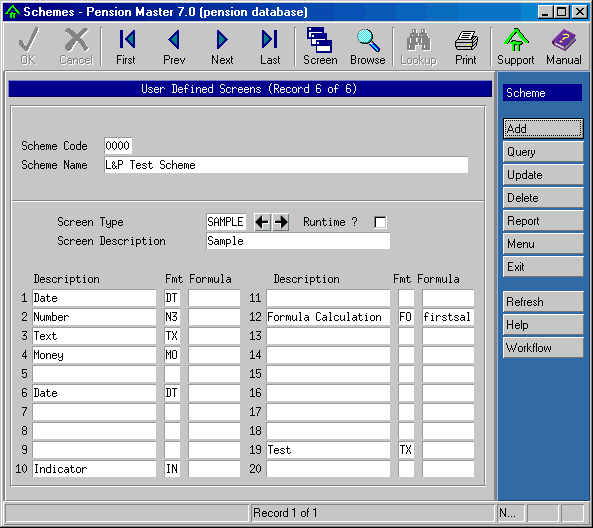 Schemes - Pension Master 7.0 (pension database)
OK Cancel First Prev Next Last Screen Browse Lookup Print Support Manual
User Defined Screens (Record 6 of 6)
Scheme
Scheme Code 0000
Scheme Name L&P Test Scheme
Add
Query
Update
Delete
Report
Menu
Exit
Refresh
Help
Workflow
Screen Type SAMPLE Runtime ?
Screen Description Sample
Description Fmt Formula Description Fmt Formula
1 Date DT 11
2 Number N3 12 Formula Calculation FO firstsal
3 Text TX 13
4 Money MO 14
5 15
6 Date DT 16
7 17
8 18
9 19 Test TX
10 Indicator IN 20
Record 1 of 1 N...